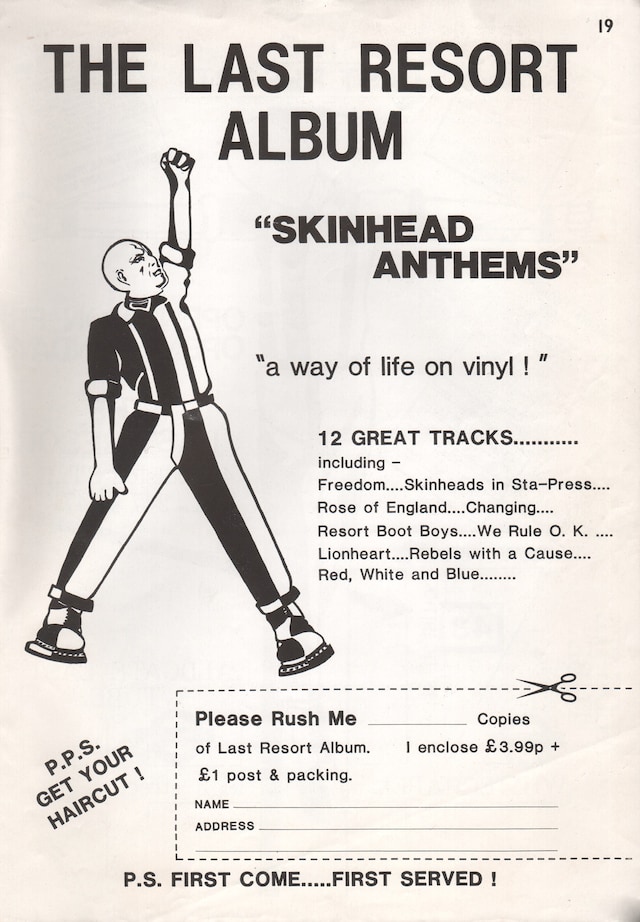 19
THE LAST RESORT
ALBUM
“SKINHEAD
ANTHEMS”
"a way of life on vinyl ! "
12 GREAT TRACKS...........
including –
Freedom....Skinheads in Sta–Press....
Rose of England....Changing....
Resort Boot Boys....We Rule O. K. ....
Lionheart....Rebels with a Cause....
Red, White and Blue........
Please Rush Me ____________ Copies
of Last Resort Album. I enclose £3.99p +
£1 post & packing.
NAME
ADDRESS
P.P.S.
GET YOUR
HAIRCUT !
P.S. FIRST COME.....FIRST SERVED !